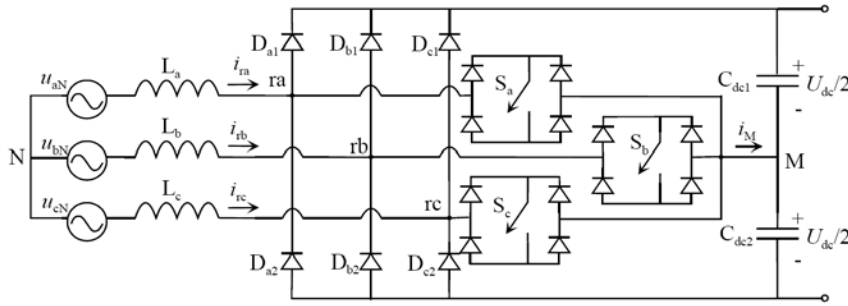 Da1 Db1 Dc1
uaN La ira ra Sa Cdc1 + Udc/2 -
N ubN Lb irb rb Sb iM M
ucN Lc irc rc Sc Cdc2 + Udc/2 -
Da2 Db2 Dc2